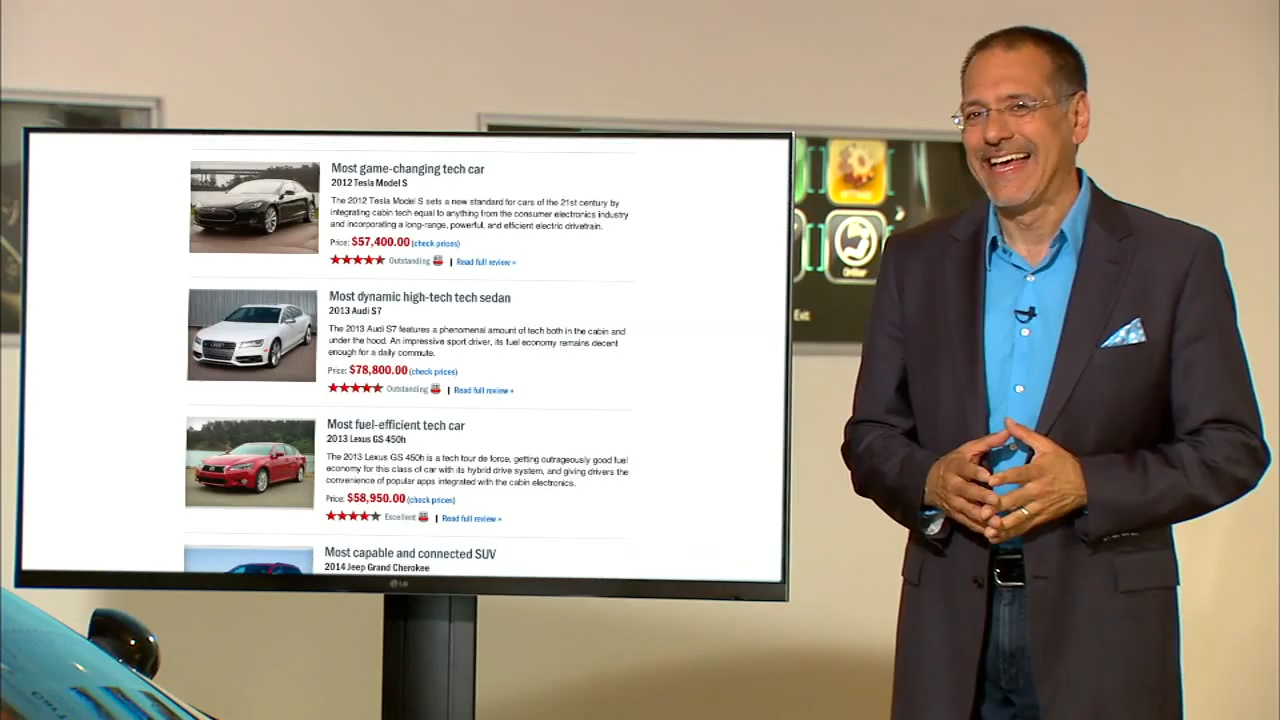 Most game-changing tech car
2012 Tesla Model S
The 2012 Tesla Model S sets a new standard for cars of the 21st century by
integrating cabin tech equal to anything from the consumer electronics industry
and incorporating a long-range, powerful, and efficient electric drivetrain.
Price: $57,400.00 (check prices)
Outstanding | Read full review »
Most dynamic high-tech tech sedan
2013 Audi S7
The 2013 Audi S7 features a phenomenal amount of tech both in the cabin and
under the hood. An impressive sport driver, its fuel economy remains decent
enough for a daily commute.
Price: $78,800.00 (check prices)
Outstanding | Read full review »
Most fuel-efficient tech car
2013 Lexus GS 450h
The 2013 Lexus GS 450h is a tech tour de force, getting outrageously good fuel
economy for this class of car with its hybrid drive system, and giving drivers the
convenience of popular apps integrated with the cabin electronics.
Price: $58,950.00 (check prices)
Excellent | Read full review »
Most capable and connected SUV
2014 Jeep Grand Cherokee
LG
Exit